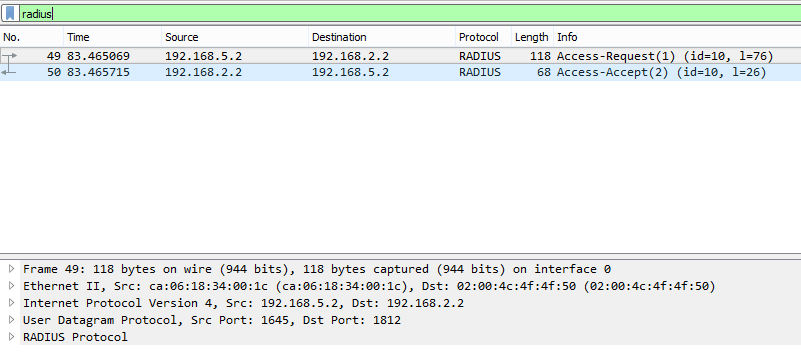 radius
No. Time Source Destination Protocol Length Info
49 83.465069 192.168.5.2 192.168.2.2 RADIUS 118 Access-Request(1) (id=10, l=76)
50 83.465715 192.168.2.2 192.168.5.2 RADIUS 68 Access-Accept(2) (id=10, l=26)
Frame 49: 118 bytes on wire (944 bits), 118 bytes captured (944 bits) on interface 0
Ethernet II, Src: ca:06:18:34:00:1c (ca:06:18:34:00:1c), Dst: 02:00:4c:4f:4f:50 (02:00:4c:4f:4f:50)
Internet Protocol Version 4, Src: 192.168.5.2, Dst: 192.168.2.2
User Datagram Protocol, Src Port: 1645, Dst Port: 1812
RADIUS Protocol